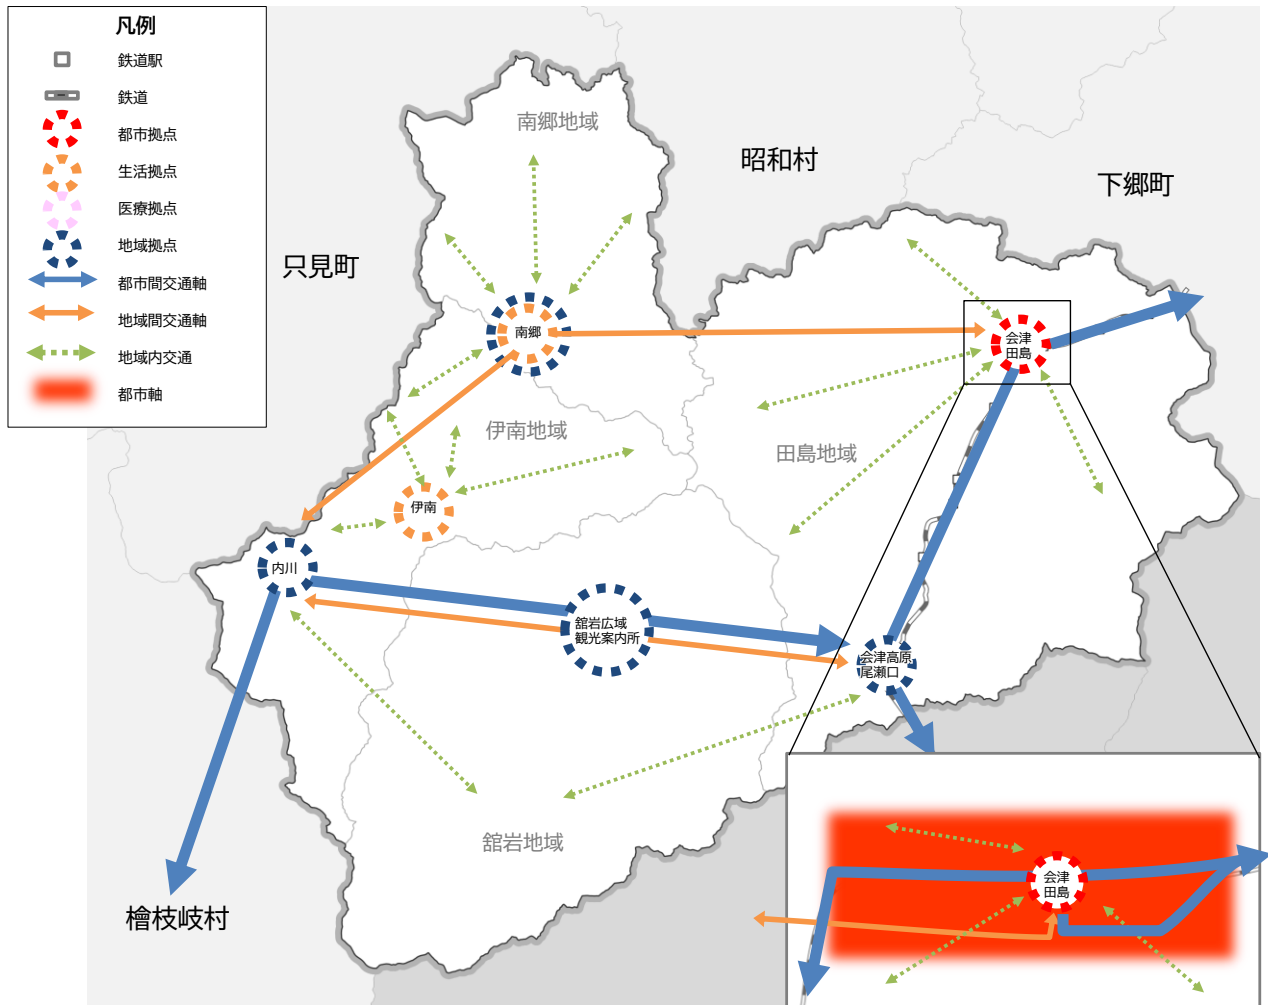 凡例
鉄道駅
鉄道
都市拠点
生活拠点
医療拠点
地域拠点
都市間交通軸
地域間交通軸
地域内交通
都市軸
南郷地域
昭和村
下郷町
只見町
南郷
会津
田島
伊南地域
田島地域
伊南
内川
舘岩広域
観光案内所
会津高原
尾瀬口
舘岩地域
檜枝岐村
会津
田島